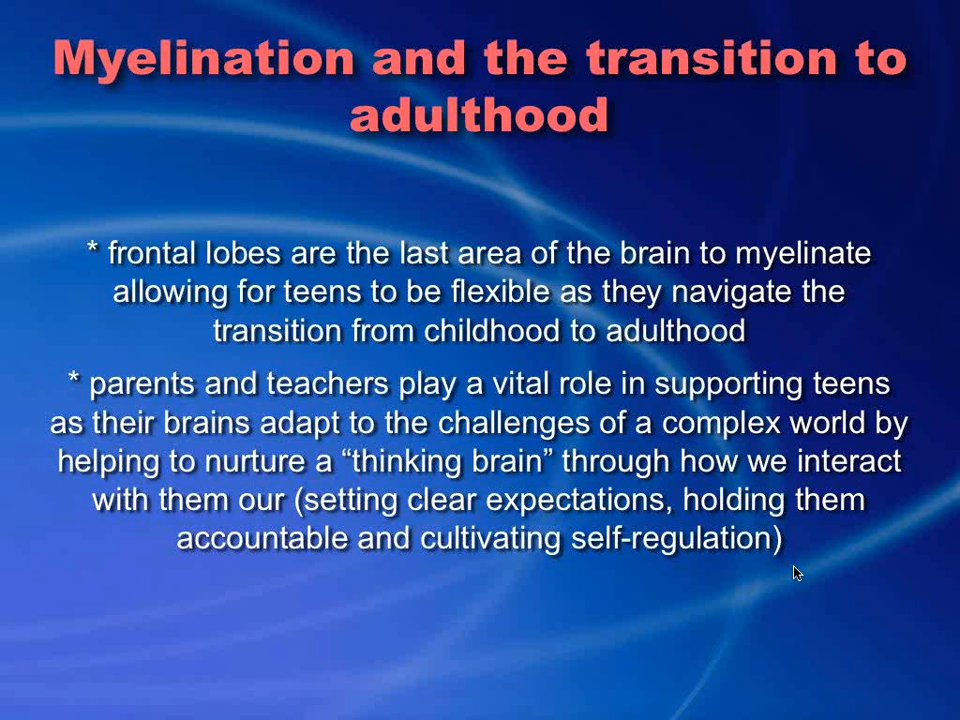 Myelination and the transition to
adulthood
* frontal lobes are the last area of the brain to myelinate
allowing for teens to be flexible as they navigate the
transition from childhood to adulthood
* parents and teachers play a vital role in supporting teens
as their brains adapt to the challenges of a complex world by
helping to nurture a “thinking brain” through how we interact
with them our (setting clear expectations, holding them
accountable and cultivating self-regulation)